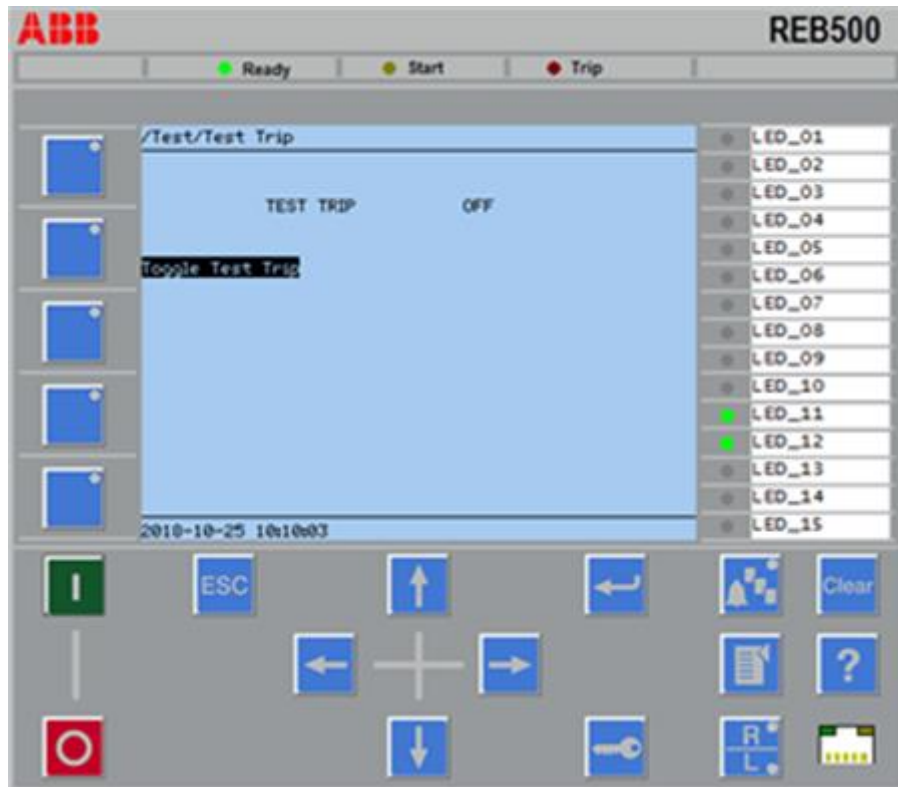 ABB
REB500
Ready
Start
Trip
/Test/Test Trip
TEST TRIP OFF
Toggle Test Trip
2018-10-25 10:10:03
LED_01
LED_02
LED_03
LED_04
LED_05
LED_06
LED_07
LED_08
LED_09
LED_10
LED_11
LED_12
LED_13
LED_14
LED_15
I
ESC
Clear
?
O
R
L